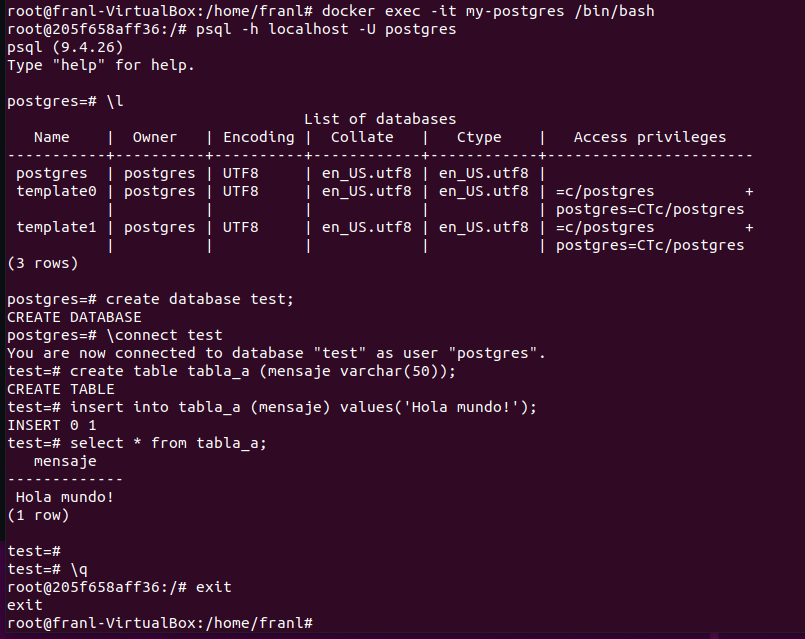 root@franl-VirtualBox:/home/franl# docker exec -it my-postgres /bin/bash
root@205f658aff36:/# psql -h localhost -U postgres
psql (9.4.26)
Type "help" for help.

postgres=# \l
                                 List of databases
   Name    |  Owner   | Encoding |  Collate   |   Ctype    |   Access privileges
-----------+----------+----------+------------+------------+-----------------------
 postgres  | postgres | UTF8     | en_US.utf8 | en_US.utf8 |
 template0 | postgres | UTF8     | en_US.utf8 | en_US.utf8 | =c/postgres          +
           |          |          |            |            | postgres=CTc/postgres
 template1 | postgres | UTF8     | en_US.utf8 | en_US.utf8 | =c/postgres          +
           |          |          |            |            | postgres=CTc/postgres
(3 rows)

postgres=# create database test;
CREATE DATABASE
postgres=# \connect test
You are now connected to database "test" as user "postgres".
test=# create table tabla_a (mensaje varchar(50));
CREATE TABLE
test=# insert into tabla_a (mensaje) values('Hola mundo!');
INSERT 0 1
test=# select * from tabla_a;
   mensaje
-------------
 Hola mundo!
(1 row)

test=#
test=# \q
root@205f658aff36:/# exit
exit
root@franl-VirtualBox:/home/franl#